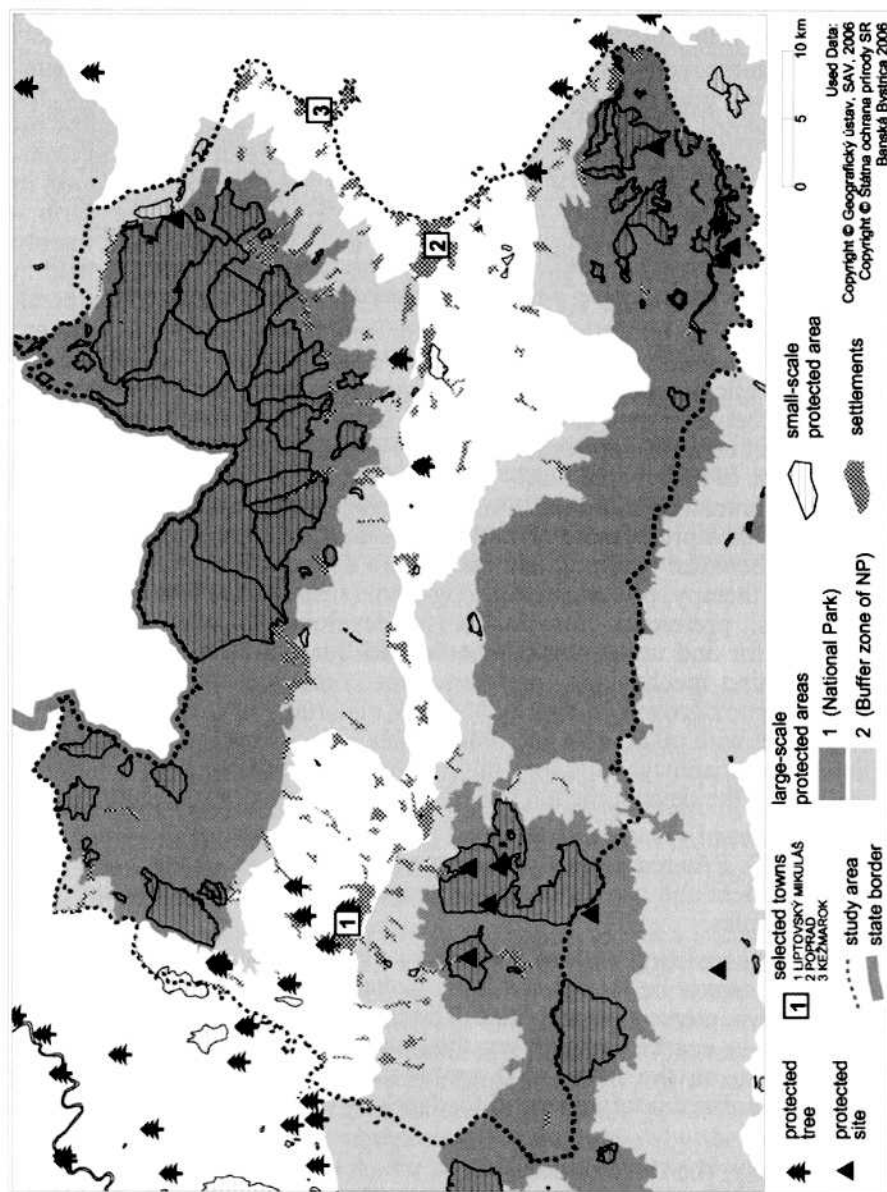 1
2
3
selected towns
1 LIPTOVSKÝ MIKULÁŠ
2 POPRAD
3 KEŽMAROK
protected
tree
protected
site
1
study area
state border
large-scale
protected areas
1 (National Park)
2 (Buffer zone of NP)
small-scale
protected area
settlements
0
5
10 km
Used Data:
Copyright © Geografický ústav, SAV, 2006
Copyright © Štátna ochrana prírody SR
Banská Bystrica 2006